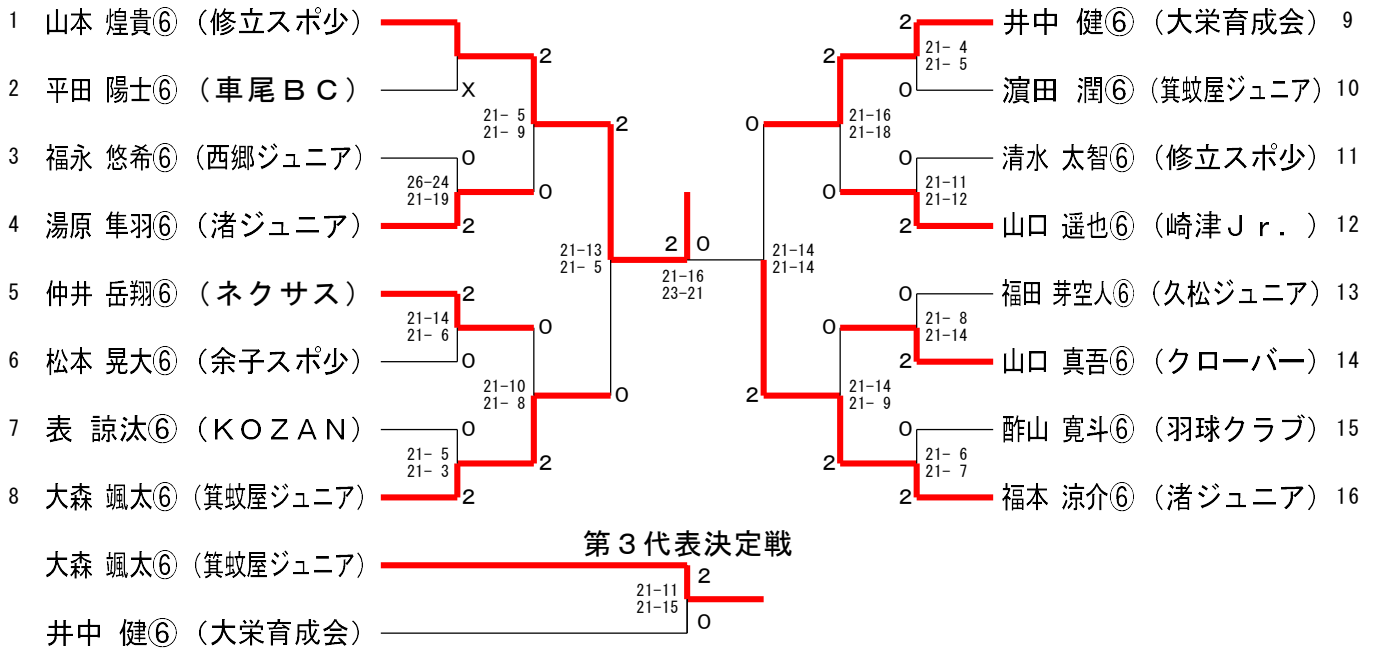 1 山本 煌貴⑥ (修立スポ少)
2 平田 陽士⑥ (車尾BC)
3 福永 悠希⑥ (西郷ジュニア)
4 湯原 隼羽⑥ (渚ジュニア)
5 仲井 岳翔⑥ (ネクサス)
6 松本 晃大⑥ (余子スポ少)
7 表 諒汰⑥ (KOZAN)
8 大森 颯太⑥ (箕蚊屋ジュニア)
2
X
21- 5
21- 9
2
0
26-24
21-19
0
2
21-13
21- 5
2
21-14
21- 6
0
0
21-10
21- 8
0
0
21- 5
21- 3
2
2
2 0
21-16
23-21
井中 健⑥ (大栄育成会) 9
濵田 潤⑥ (箕蚊屋ジュニア) 10
清水 太智⑥ (修立スポ少) 11
山口 遥也⑥ (崎津Jr.) 12
福田 芽空人⑥ (久松ジュニア) 13
山口 真吾⑥ (クローバー) 14
酢山 寛斗⑥ (羽球クラブ) 15
福本 涼介⑥ (渚ジュニア) 16
2
21- 4
21- 5
2
0
0
21-16
21-18
0
21-11
21-12
0
2
21-14
21-14
0
21- 8
21-14
0
2
2
21-14
21- 9
0
21- 6
21- 7
2
2
第3代表決定戦
大森 颯太⑥ (箕蚊屋ジュニア)
2
21-11
21-15
0
井中 健⑥ (大栄育成会)